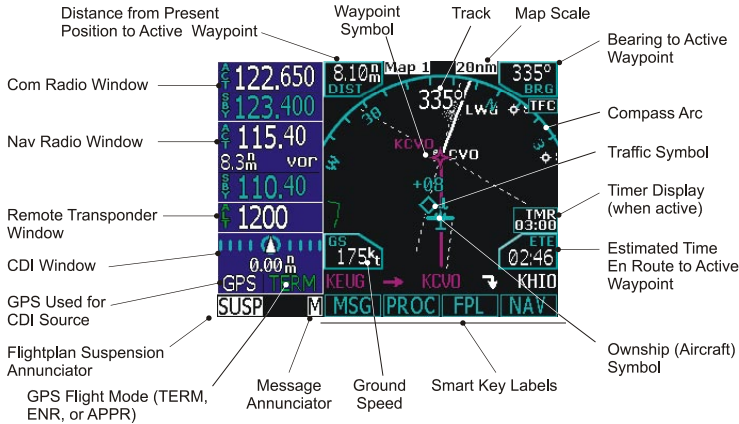 Distance from Present
Position to Active Waypoint
Waypoint
Symbol
Track
Map Scale
Bearing to Active
Waypoint
Com Radio Window
Nav Radio Window
Remote Transponder
Window
CDI Window
GPS Used for
CDI Source
Flightplan Suspension
Annunciator
GPS Flight Mode (TERM,
ENR, or APPR)
Message
Annunciator
Ground
Speed
Smart Key Labels
Compass Arc
Traffic Symbol
Timer Display
(when active)
Estimated Time
En Route to Active
Waypoint
Ownship (Aircraft)
Symbol
ACT 122.650
SBY 123.400
ACT 115.40
8.3nm vor
SBY 110.40
ALT 1200
0.00nm
GPS TERM
SUSP M
8.10nm
DIST
Map 1
20nm
335°
BRG
335°
TFC
LWG
30
N
3
W
KCVO
CVO
+08
TMR
03:00
GS
175kt
ETE
02:46
KEUG → KCVO KHIO
MSG PROC FPL NAV